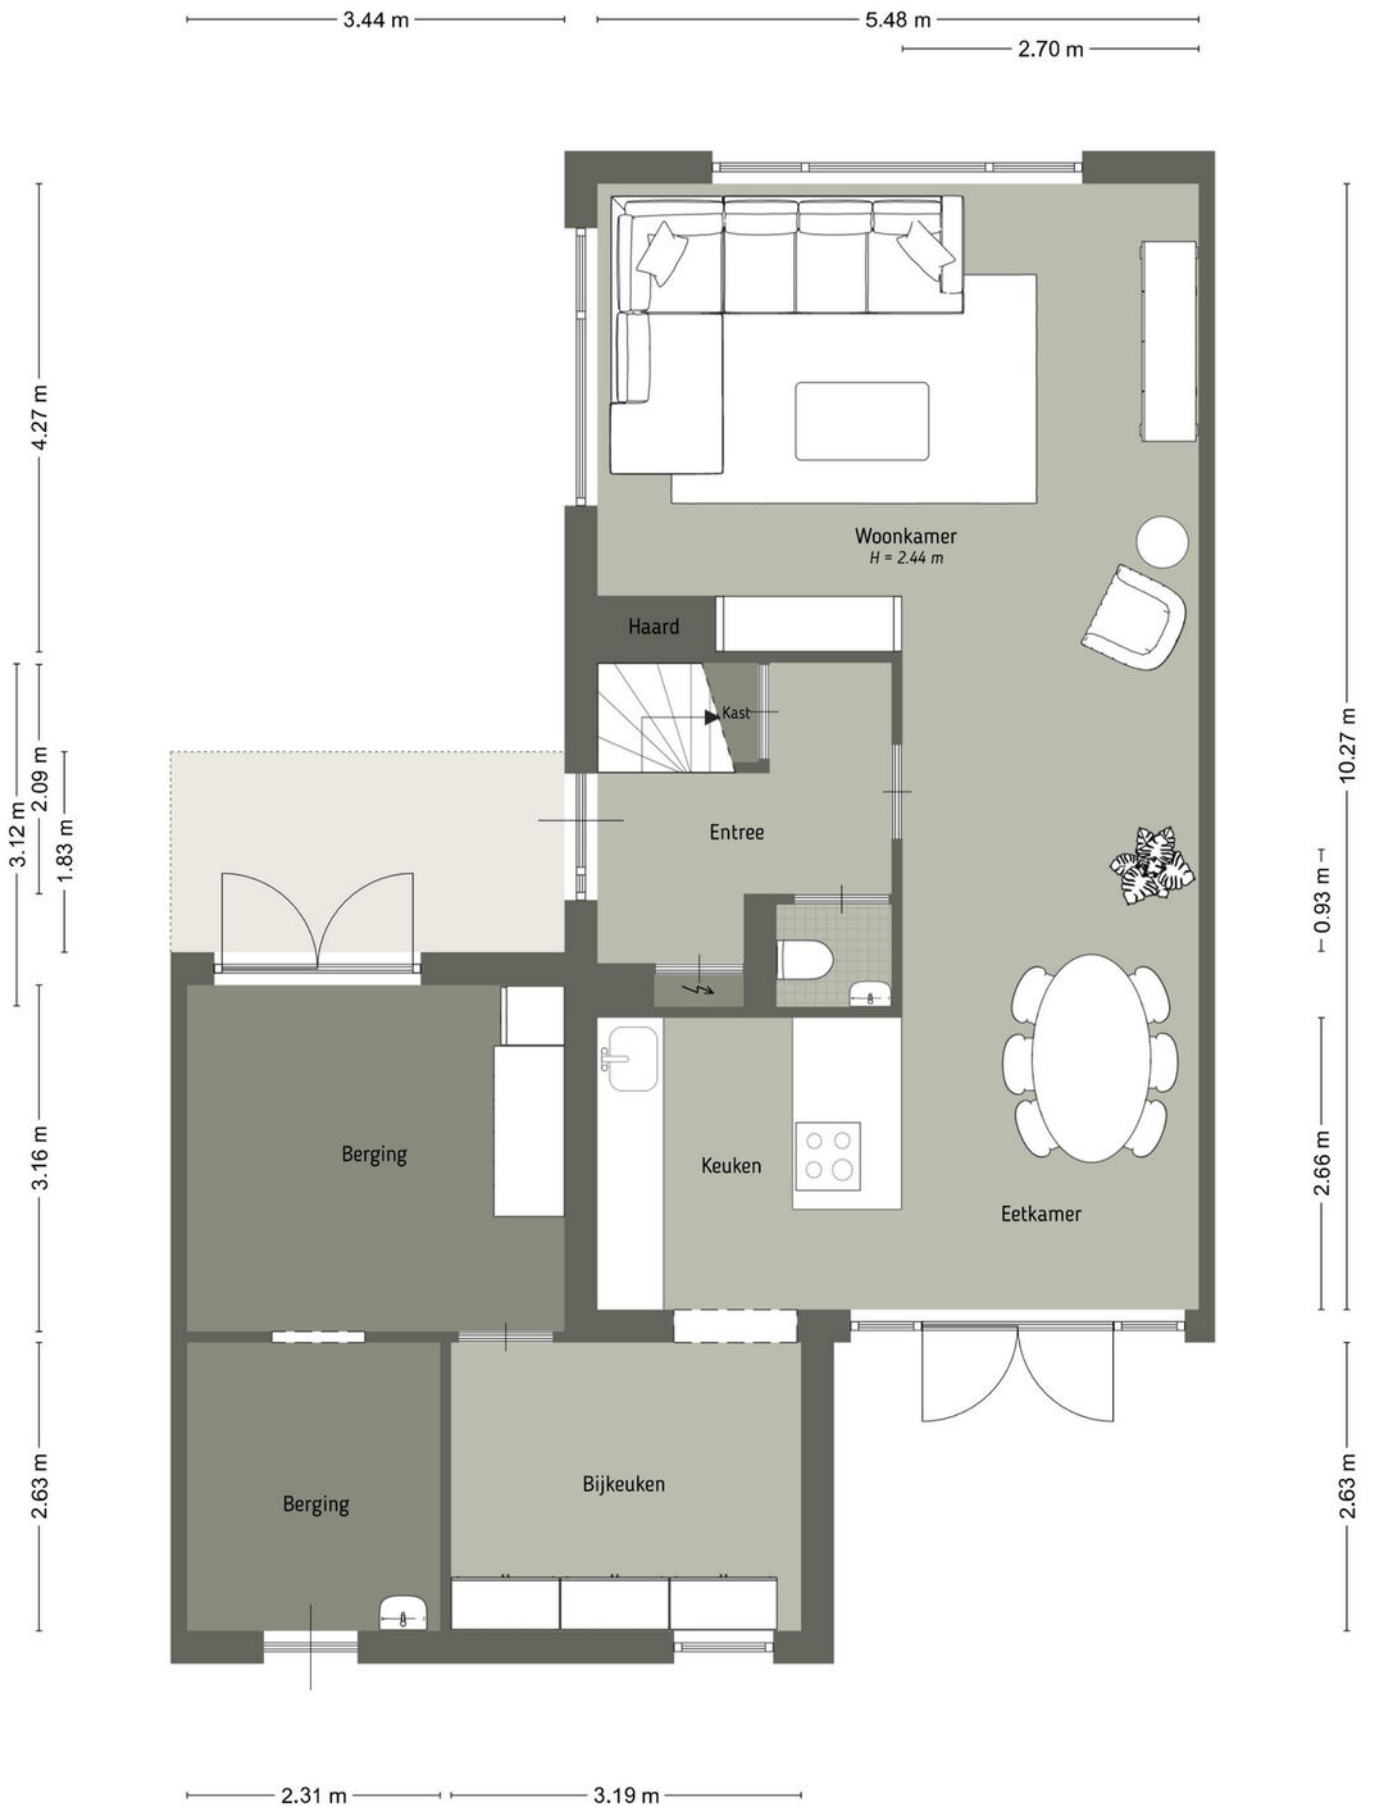 3.44 m
5.48 m
2.70 m
4.27 m
Woonkamer
H = 2.44 m
Haard
Kast
2.09 m
3.12 m
1.83 m
10.27 m
Entree
0.93 m
3.16 m
Berging
Keuken
2.66 m
Eetkamer
2.63 m
Berging
Bijkeuken
2.63 m
2.31 m
3.19 m